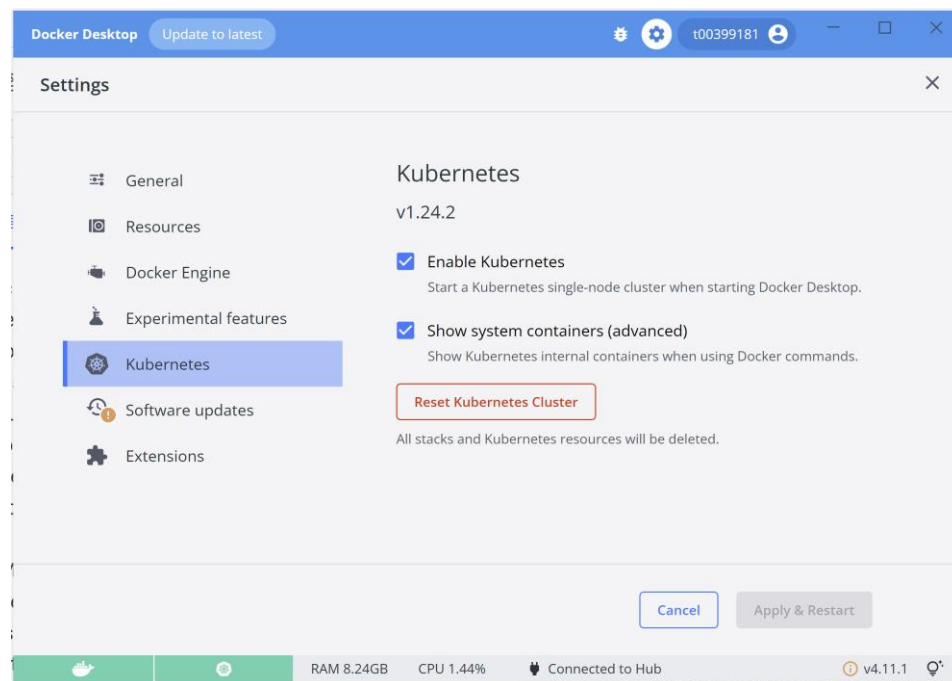 Docker Desktop Update to latest t00399181
Settings
General
Resources
Docker Engine
Experimental features
Kubernetes
Software updates
Extensions
Kubernetes
v1.24.2
Enable Kubernetes
Start a Kubernetes single-node cluster when starting Docker Desktop.
Show system containers (advanced)
Show Kubernetes internal containers when using Docker commands.
Reset Kubernetes Cluster
All stacks and Kubernetes resources will be deleted.
Cancel Apply & Restart
RAM 8.24GB CPU 1.44% Connected to Hub v4.11.1